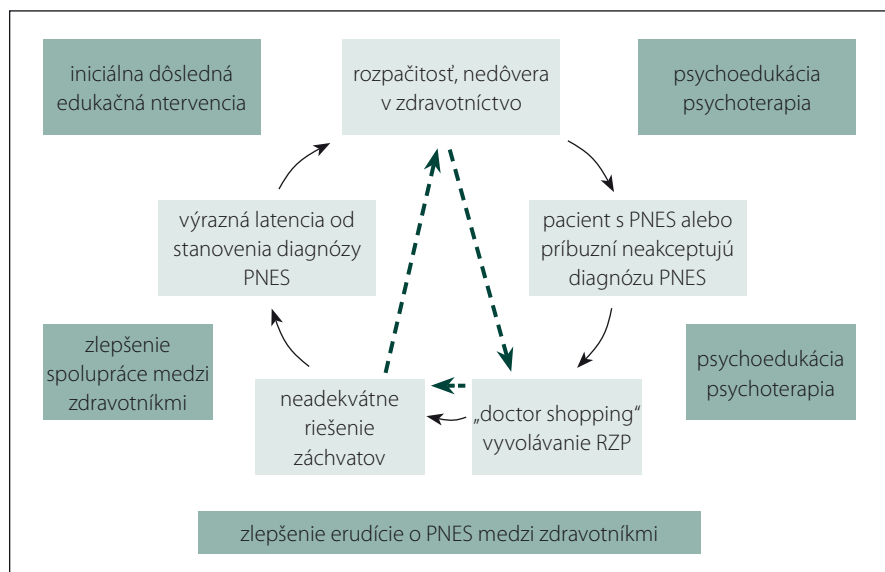 iniciálna dôsledná
edukačná ntervencia
rozpačitosť, nedôvera
v zdravotníctvo
psychoedukácia
psychoterapia
výrazná latencia od
stanovenia diagnózy
PNES
pacient s PNES alebo
príbuzní neakceptujú
diagnózu PNES
zlepšenie
spolupráce medzi
zdravotníkmi
neadekvátne
riešenie
záchvatov
„doctor shopping“
vyvolávanie RZP
psychoedukácia
psychoterapia
zlepšenie erudície o PNES medzi zdravotníkmi